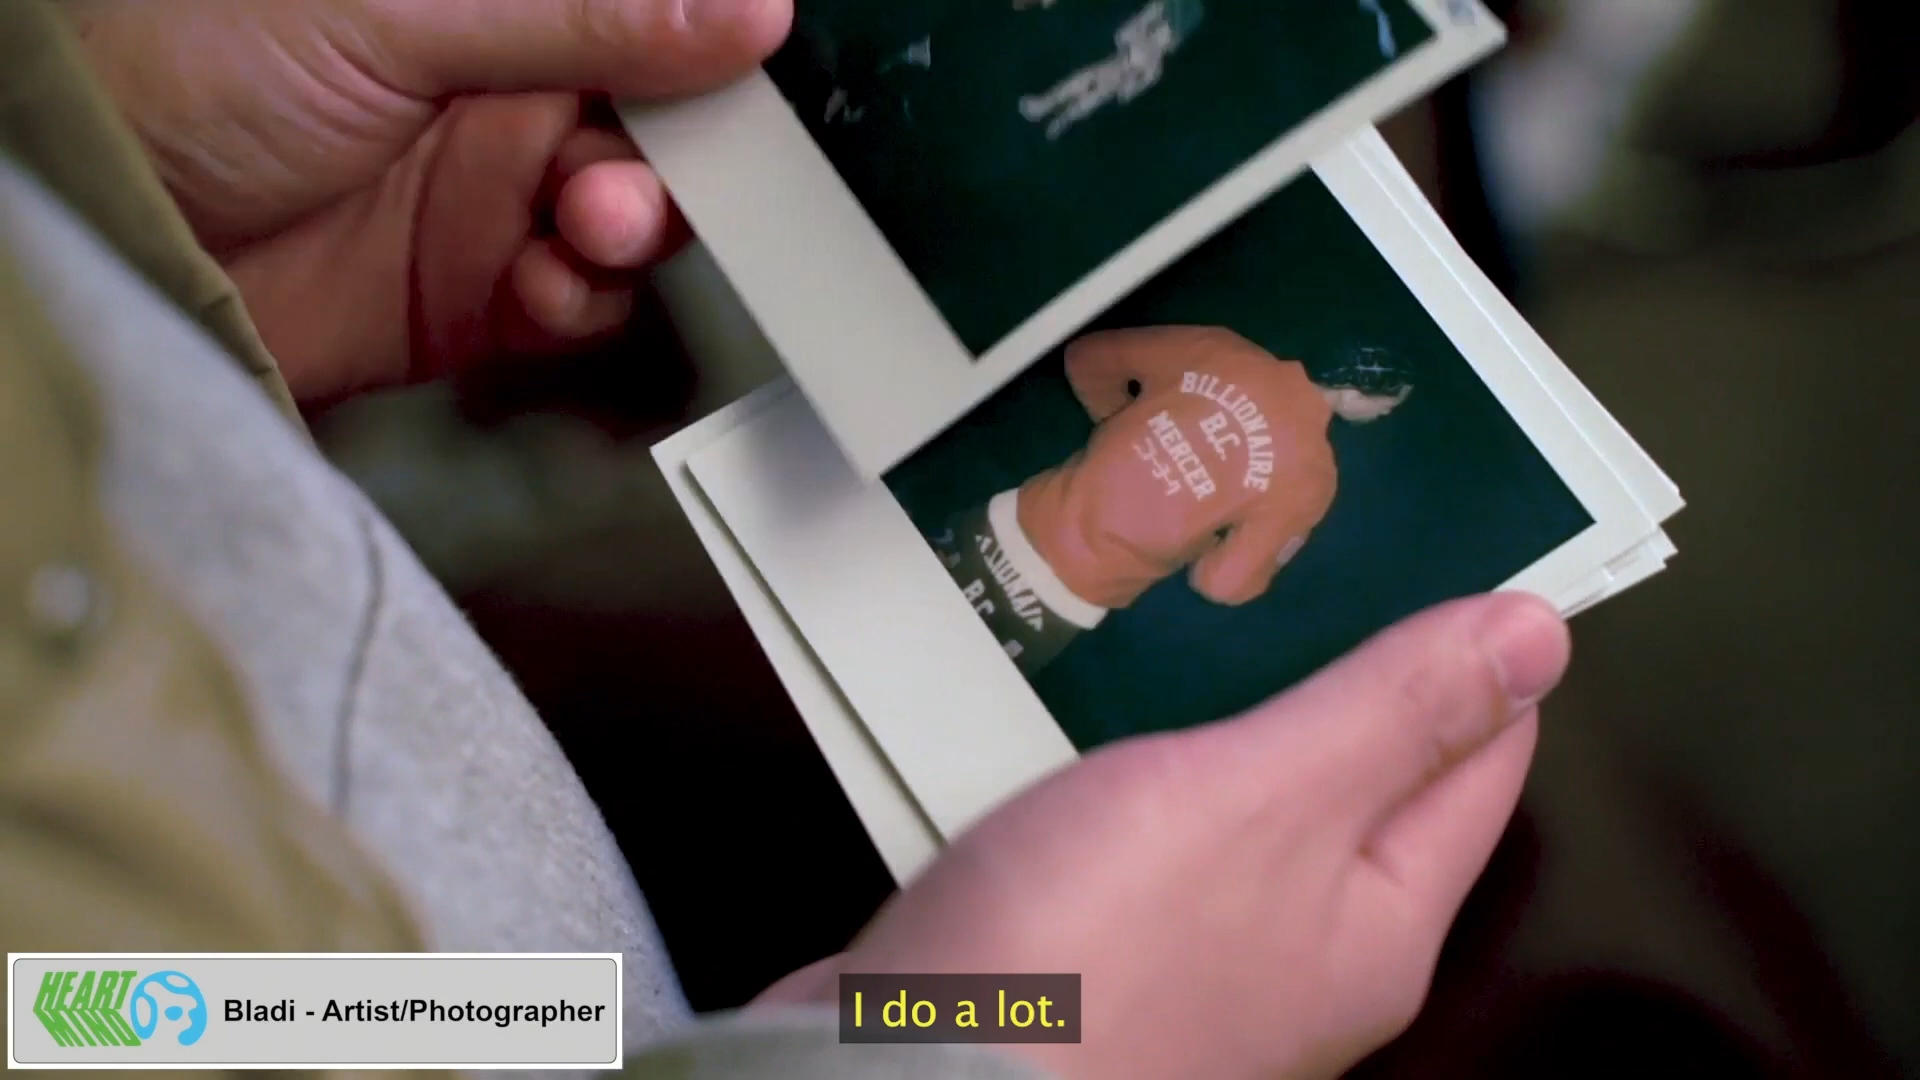 BILLIONAIRE
B.C.
MERCER
B.C.
HEART
MIND
Bladi - Artist/Photographer
I do a lot.